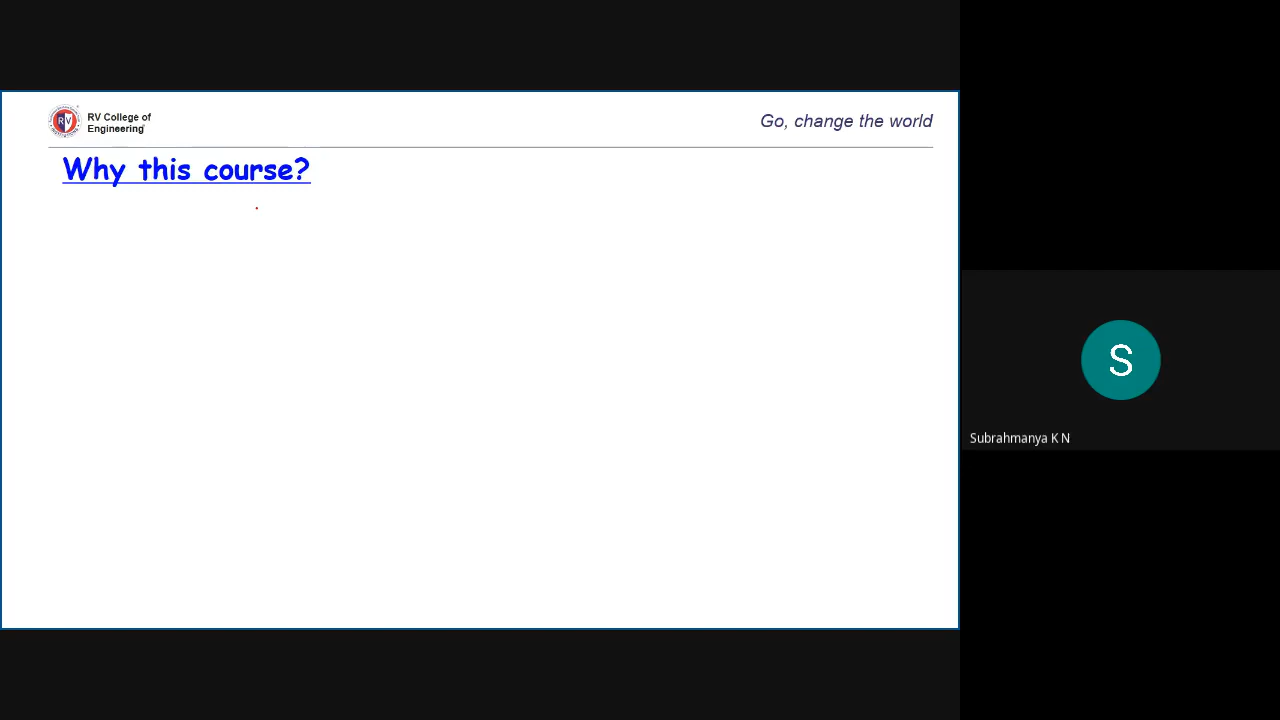 RV College of
Engineering
Go, change the world
Why this course?
S
Subrahmanya K N